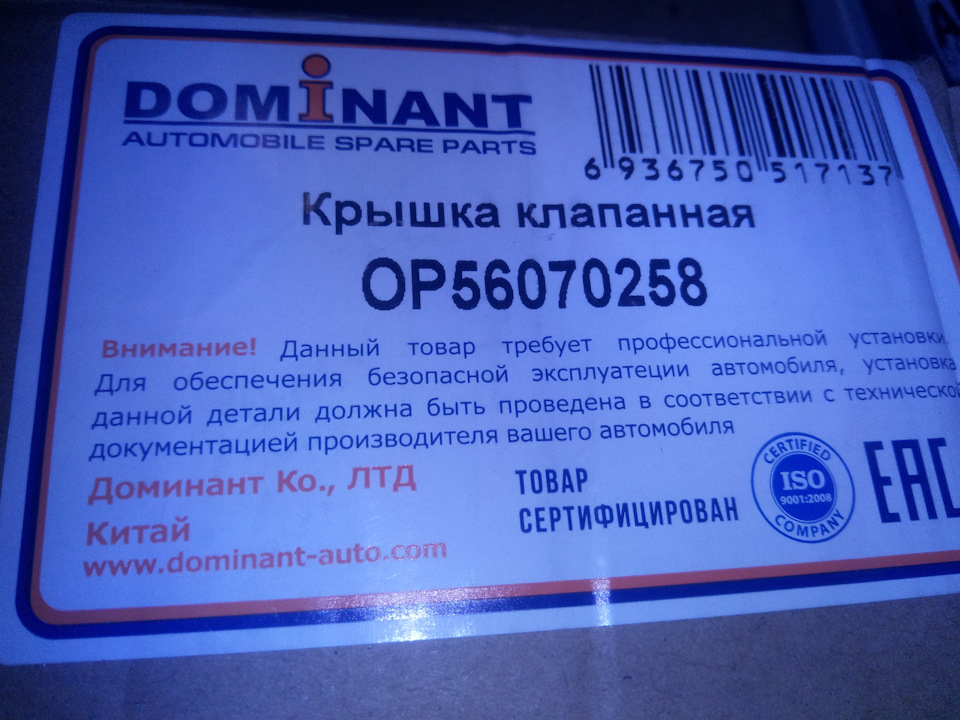 DOMINANT
AUTOMOBILE SPARE PARTS
6 936750 517137
Крышка клапанная
OP56070258
Внимание! Данный товар требует профессиональной установки.
Для обеспечения безопасной эксплуатеции автомобиля, установка
данной детали должна быть проведена в соответствии с технической
документацией производителя вашего автомобиля
Доминант Ко., ЛТД
Китай
www.dominant-auto.com
ТОВАР
СЕРТИФИЦИРОВАН
CERTIFIED
ISO
9001:2008
COMPANY
EAC